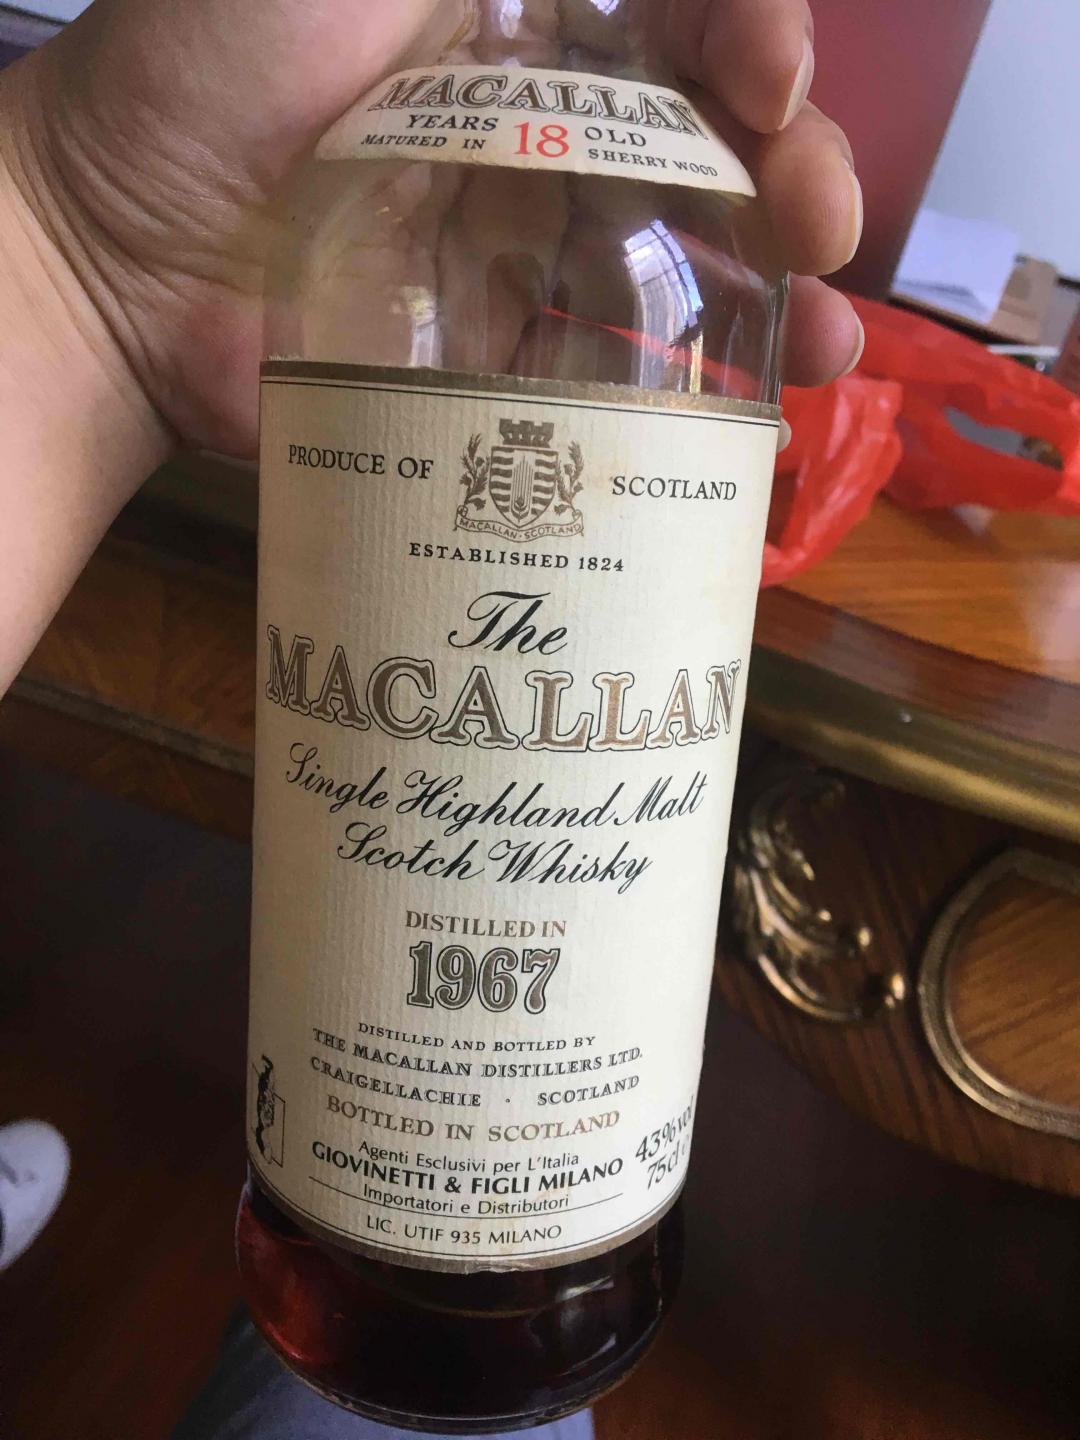 MACALLAN
YEARS 18 OLD
MATURED IN SHERRY WOOD
PRODUCE OF SCOTLAND
MACALLAN-SCOTLAND
ESTABLISHED 1824
The
MACALLAN
Single Highland Malt
Scotch Whisky
DISTILLED IN
1967
DISTILLED AND BOTTLED BY
THE MACALLAN DISTILLERS LTD.
CRAIGELLACHIE · SCOTLAND
BOTTLED IN SCOTLAND
Agenti Esclusivi per L'Italia
GIOVINETTI & FIGLI MILANO
Importatori e Distributori
LIC. UTIF 935 MILANO
43% vol
75cl